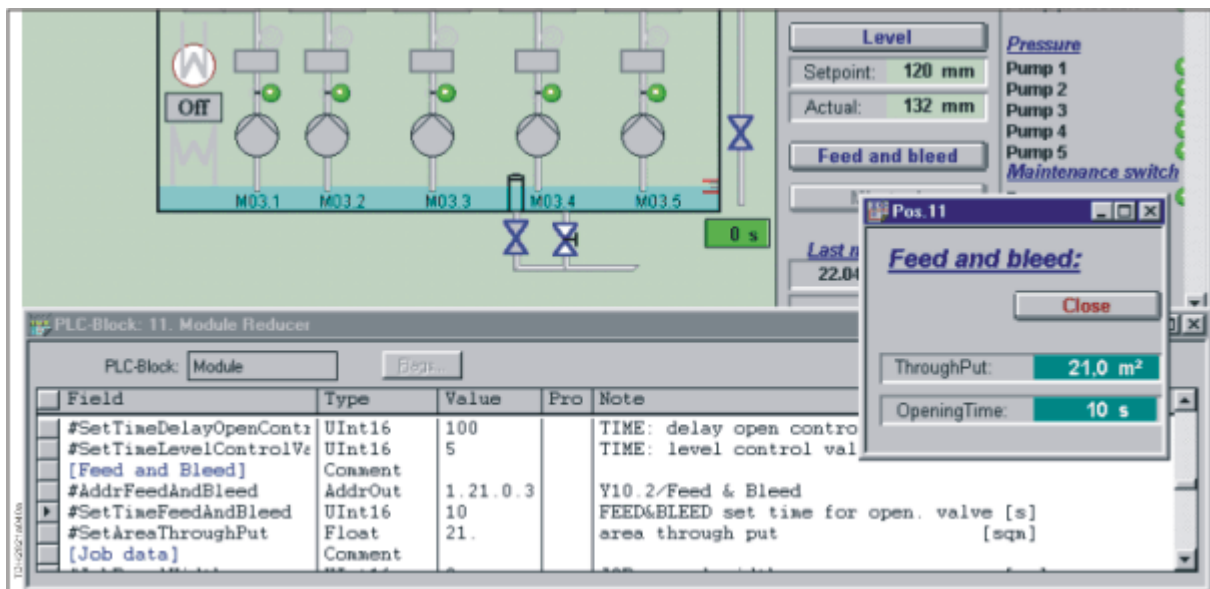 Level
Setpoint: 120 mm
Actual: 132 mm
Feed and bleed
Pressure
Pump 1
Pump 2
Pump 3
Pump 4
Pump 5
Maintenance switch
Off
M03.1 M03.2 M03.3 M03.4 M03.5
0 s
Last
22.04
Pos.11
Feed and bleed:
Close
ThroughPut: 21,0 m²
OpeningTime: 10 s
PLC-Block: 11. Module Reducer
PLC-Block: Module
Field Type Value Pro Note
#SetTimeDelayOpenContr UInt16 100 TIME: delay open contro
#SetTimeLevelControlVa UInt16 5 TIME: level control val
[Feed and Bleed] Comment
#AddrFeedAndBleed AddrOut 1.21.0.3 Y10.2/Feed & Bleed
#SetTimeFeedAndBleed UInt16 10 FEED&BLEED set time for open. valve [s]
#SetAreaThroughPut Float 21. area through put [sqm]
[Job data] Comment